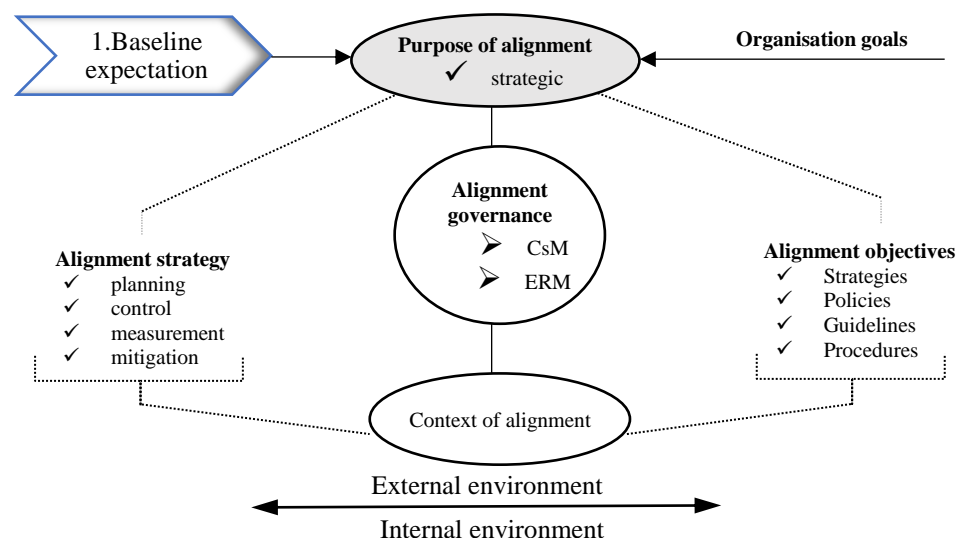 1.Baseline
expectation
Purpose of alignment
✓ strategic
Organisation goals
Alignment
governance
➢ CsM
➢ ERM
Alignment strategy
✓ planning
✓ control
✓ measurement
✓ mitigation
Alignment objectives
✓ Strategies
✓ Policies
✓ Guidelines
✓ Procedures
Context of alignment
External environment
Internal environment